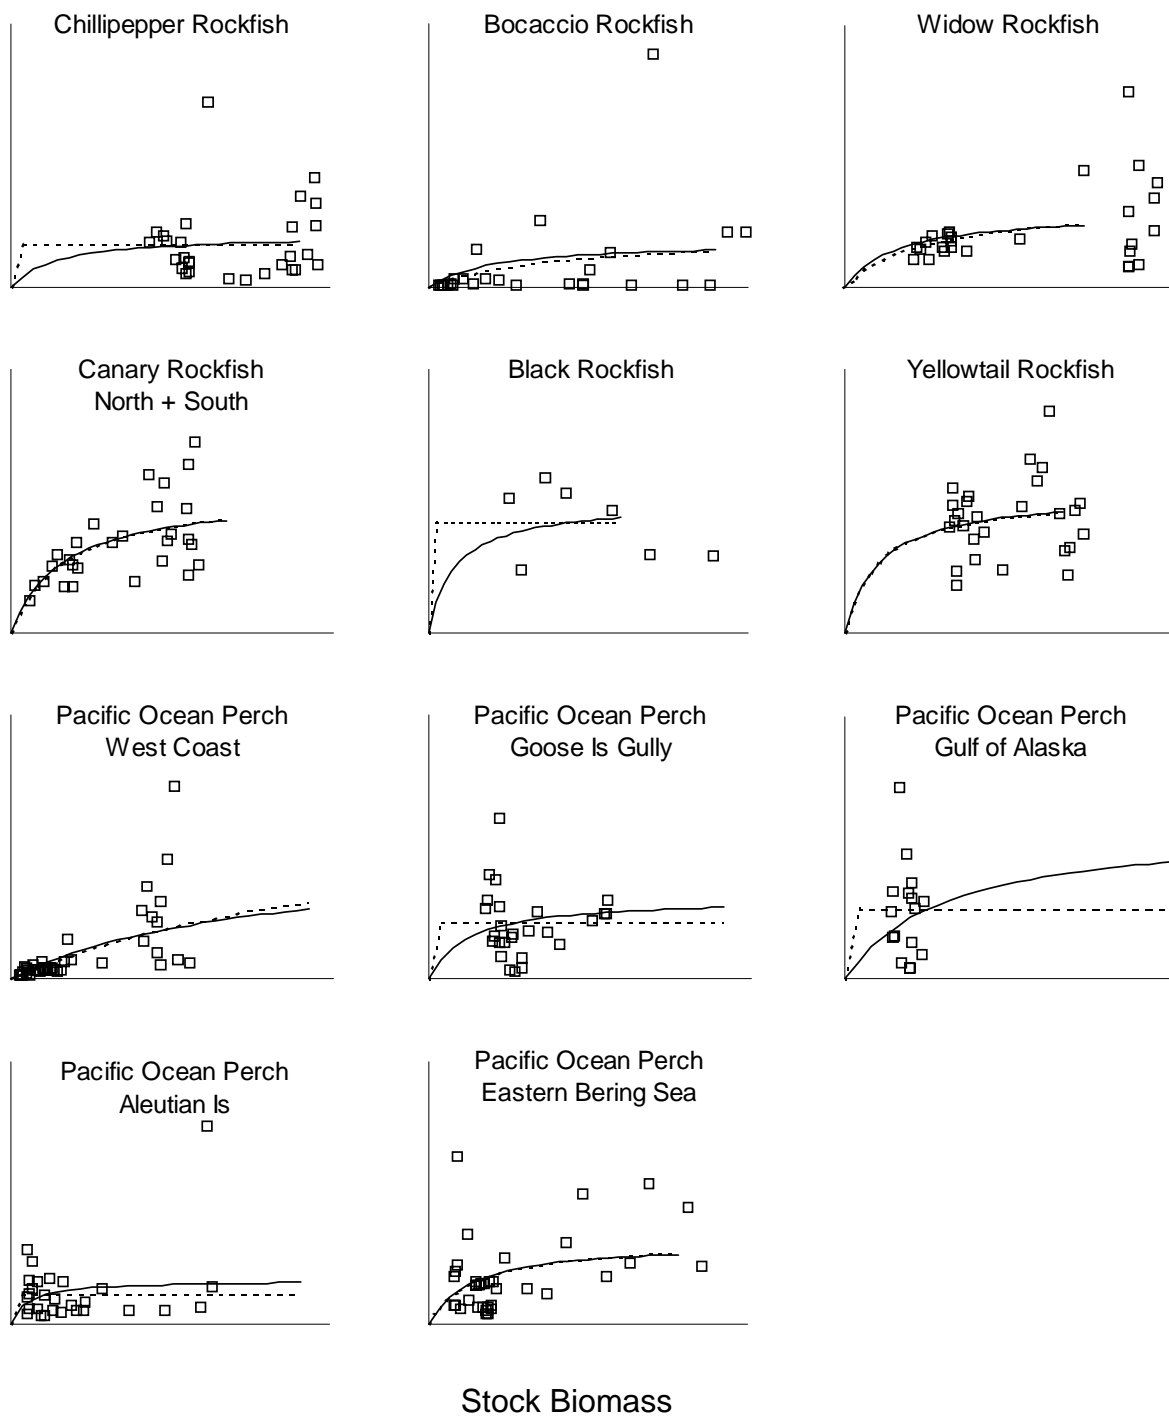 Chillipepper Rockfish
Bocaccio Rockfish
Widow Rockfish
Canary Rockfish
North + South
Black Rockfish
Yellowtail Rockfish
Pacific Ocean Perch
West Coast
Pacific Ocean Perch
Goose Is Gully
Pacific Ocean Perch
Gulf of Alaska
Pacific Ocean Perch
Aleutian Is
Pacific Ocean Perch
Eastern Bering Sea
Stock Biomass